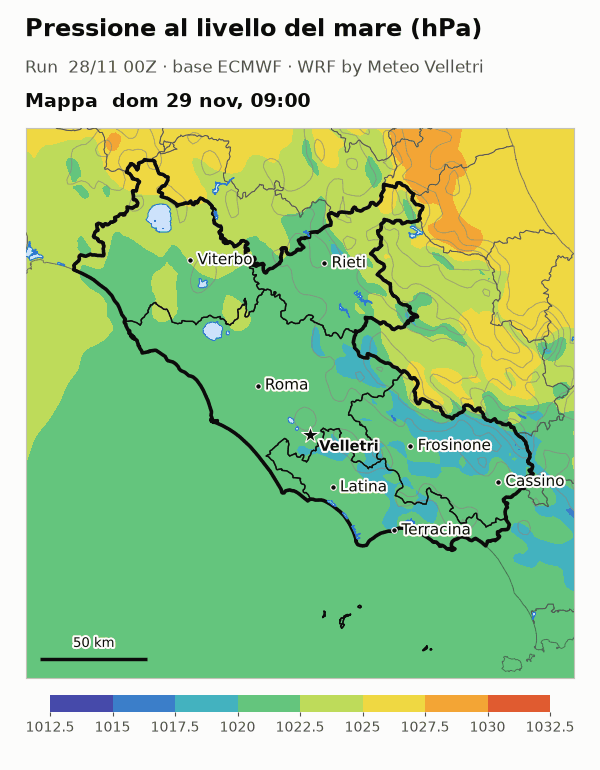 Pressione al livello del mare (hPa)
Run  28/11 00Z · base ECMWF · WRF by Meteo Velletri
Mappa  dom 29 nov, 09:00
Viterbo
Rieti
Roma
Velletri
Frosinone
Cassino
Latina
Terracina
50 km
1012.5 1015 1017.5 1020 1022.5 1025 1027.5 1030 1032.5